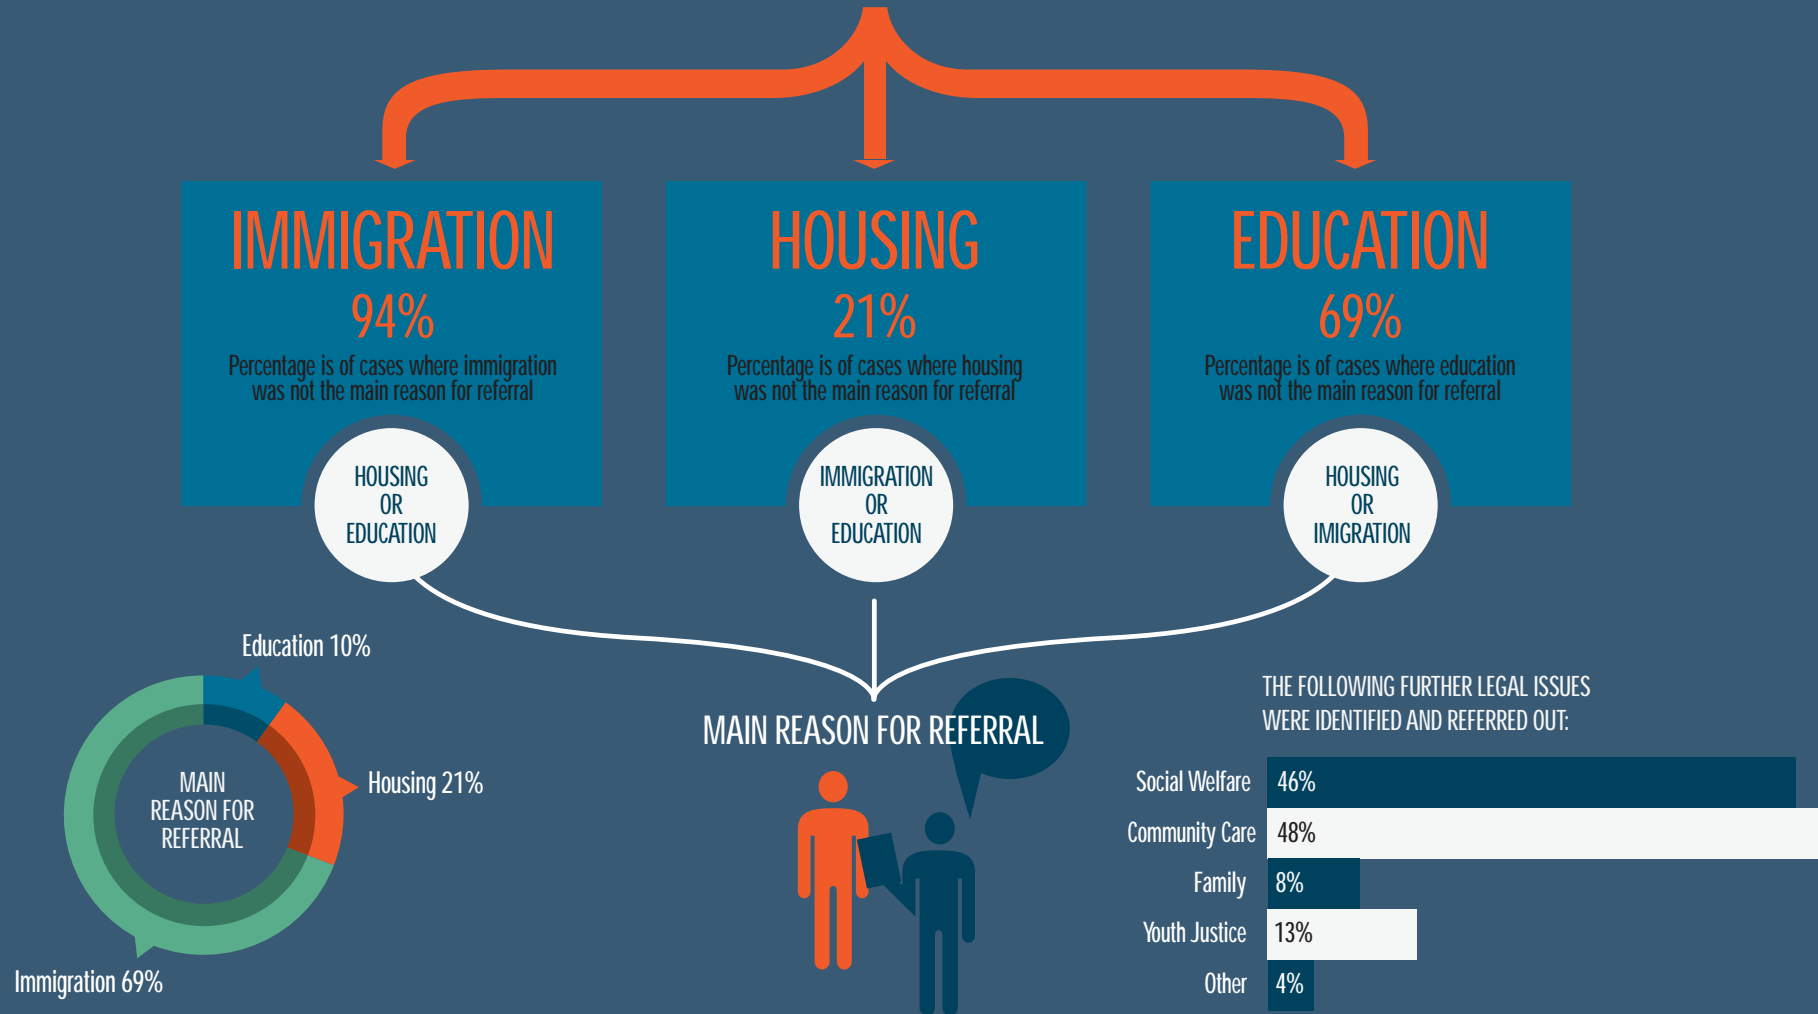 IMMIGRATION
94%
Percentage is of cases where immigration
was not the main reason for referral
HOUSING
OR
EDUCATION
HOUSING
21%
Percentage is of cases where housing
was not the main reason for referral
IMMIGRATION
OR
EDUCATION
EDUCATION
69%
Percentage is of cases where education
was not the main reason for referral
HOUSING
OR
IMIGRATION
Education 10%
Housing 21%
MAIN
REASON FOR
REFERRAL
Immigration 69%
MAIN REASON FOR REFERRAL
THE FOLLOWING FURTHER LEGAL ISSUES
WERE IDENTIFIED AND REFERRED OUT:
Social Welfare 46%
Community Care 48%
Family 8%
Youth Justice 13%
Other 4%